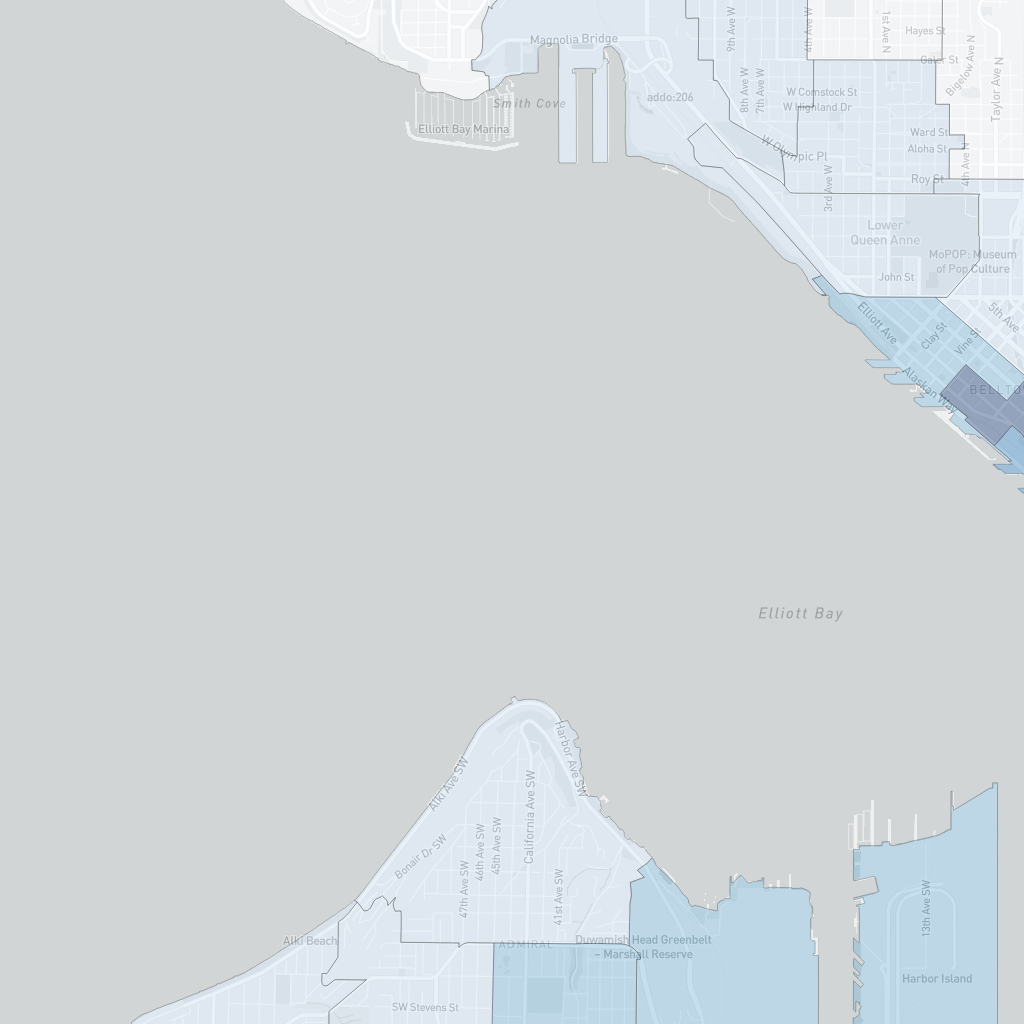 Magnolia Bridge
9th Ave W
4th Ave W
1st Ave N
Hayes St
Galer St
Bigelow Ave N
Taylor Ave N
8th Ave W
7th Ave W
W Comstock St
W Highland Dr
addo:206
Smith Cove
Elliott Bay Marina
W Olympic Pl
Ward St
Aloha St
4th Ave N
Roy St
3rd Ave W
Lower
Queen Anne
MoPOP: Museum
of Pop Culture
John St
5th Ave
Elliott Ave
Clay St
Vine St
Alaskan Way
BELLTO
Elliott Bay
Harbor Ave SW
Alki Ave SW
California Ave SW
Bonair Dr SW
45th Ave SW
46th Ave SW
47th Ave SW
41st Ave SW
13th Ave SW
Alki Beach
ADMIRAL
Duwamish Head Greenbelt
– Marshall Reserve
Harbor Island
SW Stevens St